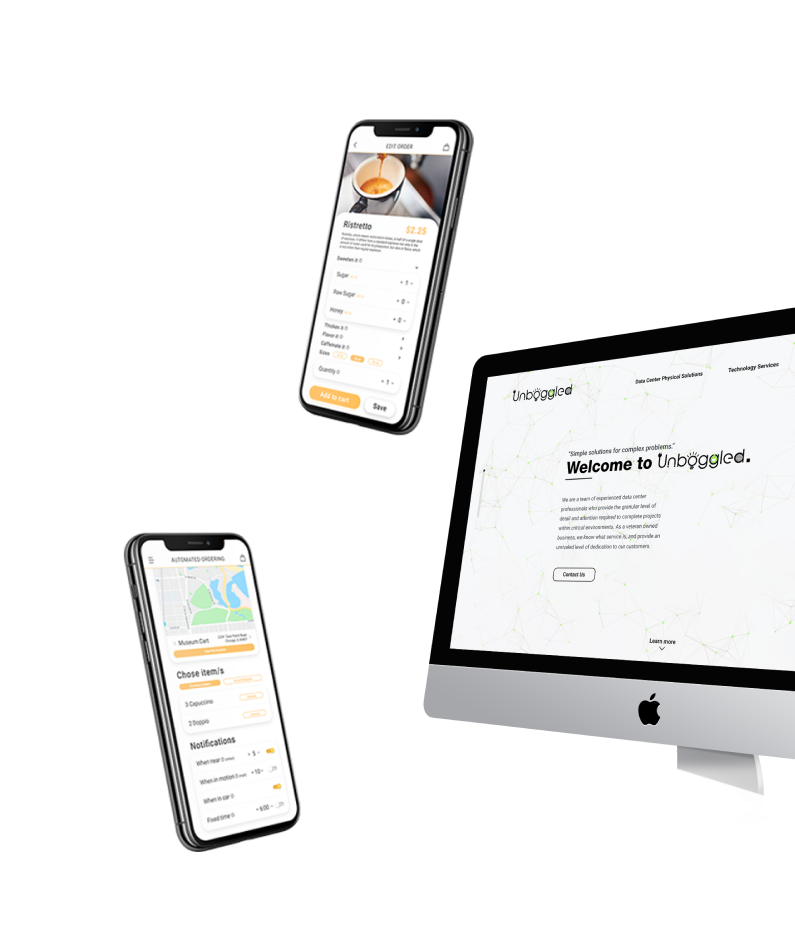 EDIT ORDER
Ristretto
$2.25
Sweeten it
Sugar
+ 1 -
Raw Sugar
+ 0 -
Honey
+ 0 -
Thicken it
Flavor it
Caffeinate it
Sizes
Quantity
+ 1 -
Add to cart
Save
Unboggled
Data Center Physical Solutions
Technology Services
"Simple solutions for complex problems."
Welcome to Unboggled.
We are a team of experienced data center
professionals who provide the granular level of
detail and attention required to complete projects
within critical environments. As a veteran owned
business, we know what service is, and provide an
unrivaled level of dedication to our customers.
Contact Us
Learn more
AUTOMATED ORDERING
Museum Cart
Chose item/s
3 Capuccino
2 Doppio
Notifications
When near
+ 5 -
When in motion
+ 10 -
When in car
Fixed time
+ 6:00 -